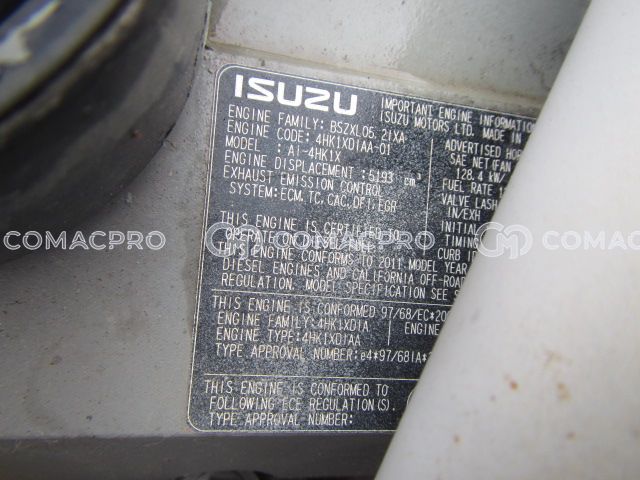 ISUZU
IMPORTANT ENGINE INFORMATION
ISUZU MOTORS LTD. MADE IN
ENGINE FAMILY: BSZXL05.21XA
ENGINE CODE: 4HK1XDIAA-01
MODEL : AI-4HK1X
ENGINE DISPLACEMENT :5193 cm³
EXHAUST EMISSION CONTROL
SYSTEM:ECM,TC,CAC,DFI,EGR
ADVERTISED
SAE NET(FAN
128.4 kW/
FUEL RATE
VALVE LASH
IN/EXH
INITIAL
TIMING
CURB
THIS ENGINE IS CERTIFIED TO
OPERATE ON DIESEL FUEL
THIS ENGINE CONFORMS TO 2011 MODEL YEAR
DIESEL ENGINES AND CALIFORNIA OFF-ROAD
REGULATION. MODEL SPECIFICATION SEE
THIS ENGINE IS CONFORMED 97/68/EC*
ENGINE FAMILY:4HK1XDIA
ENGINE
ENGINE TYPE:4HK1XDIAA
TYPE APPROVAL NUMBER:e4*97/68IA*
THIS ENGINE IS CONFORMED TO
FOLLOWING ECE REGULATION(S).
TYPE APPROVAL NUMBER:
COMACPRO COMACPRO COMACPRO